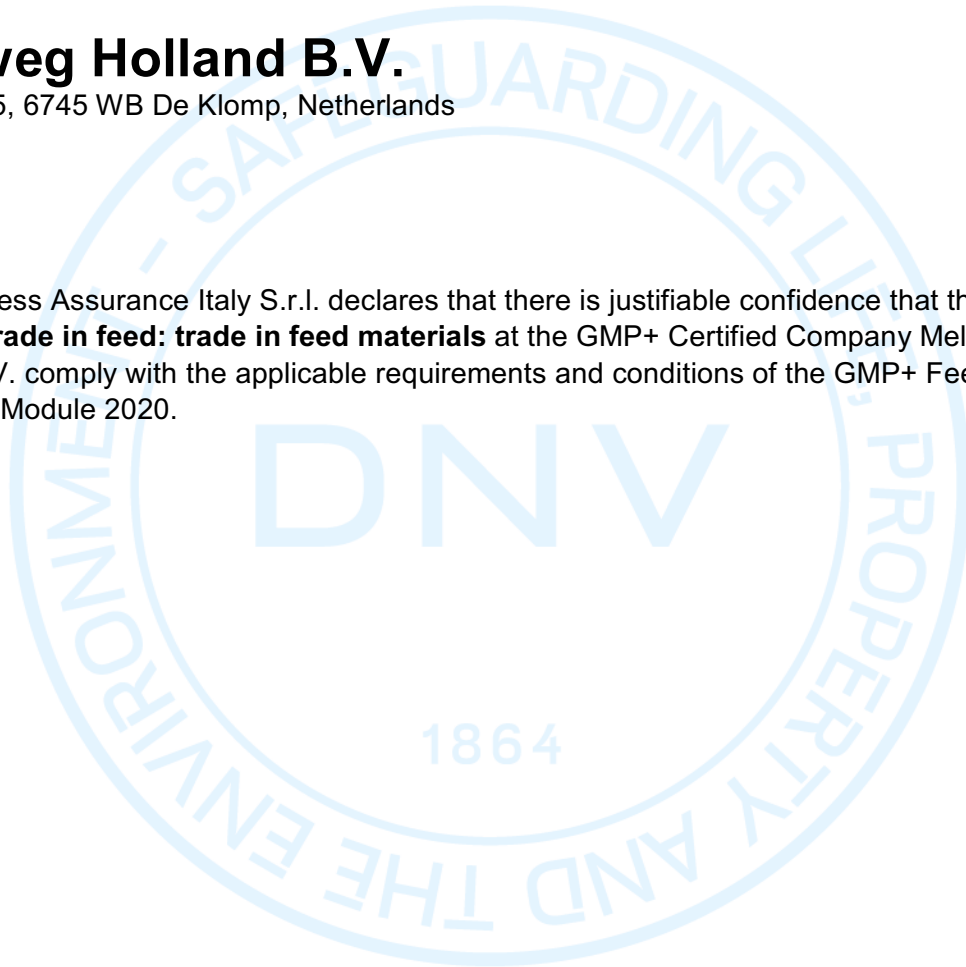 weg Holland B.V.
5, 6745 WB De Klomp, Netherlands
ess Assurance Italy S.r.l. declares that there is justifiable confidence that th
rade in feed: trade in feed materials at the GMP+ Certified Company Mel
V. comply with the applicable requirements and conditions of the GMP+ Fee
Module 2020.
SAFEGUARDING LIFE, PROPERTY AND THE ENVIRONMENT -
DNV
1864